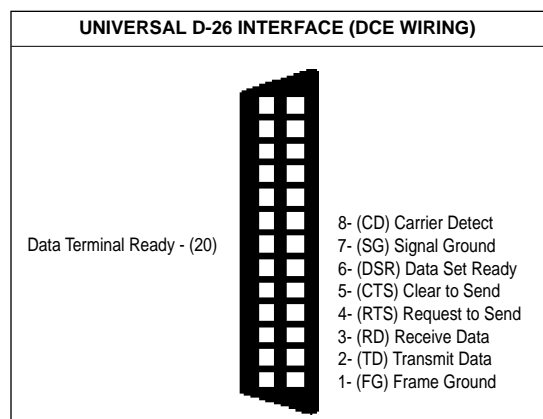 UNIVERSAL D-26 INTERFACE (DCE WIRING)
Data Terminal Ready - (20)
8- (CD) Carrier Detect
7- (SG) Signal Ground
6- (DSR) Data Set Ready
5- (CTS) Clear to Send
4- (RTS) Request to Send
3- (RD) Receive Data
2- (TD) Transmit Data
1- (FG) Frame Ground